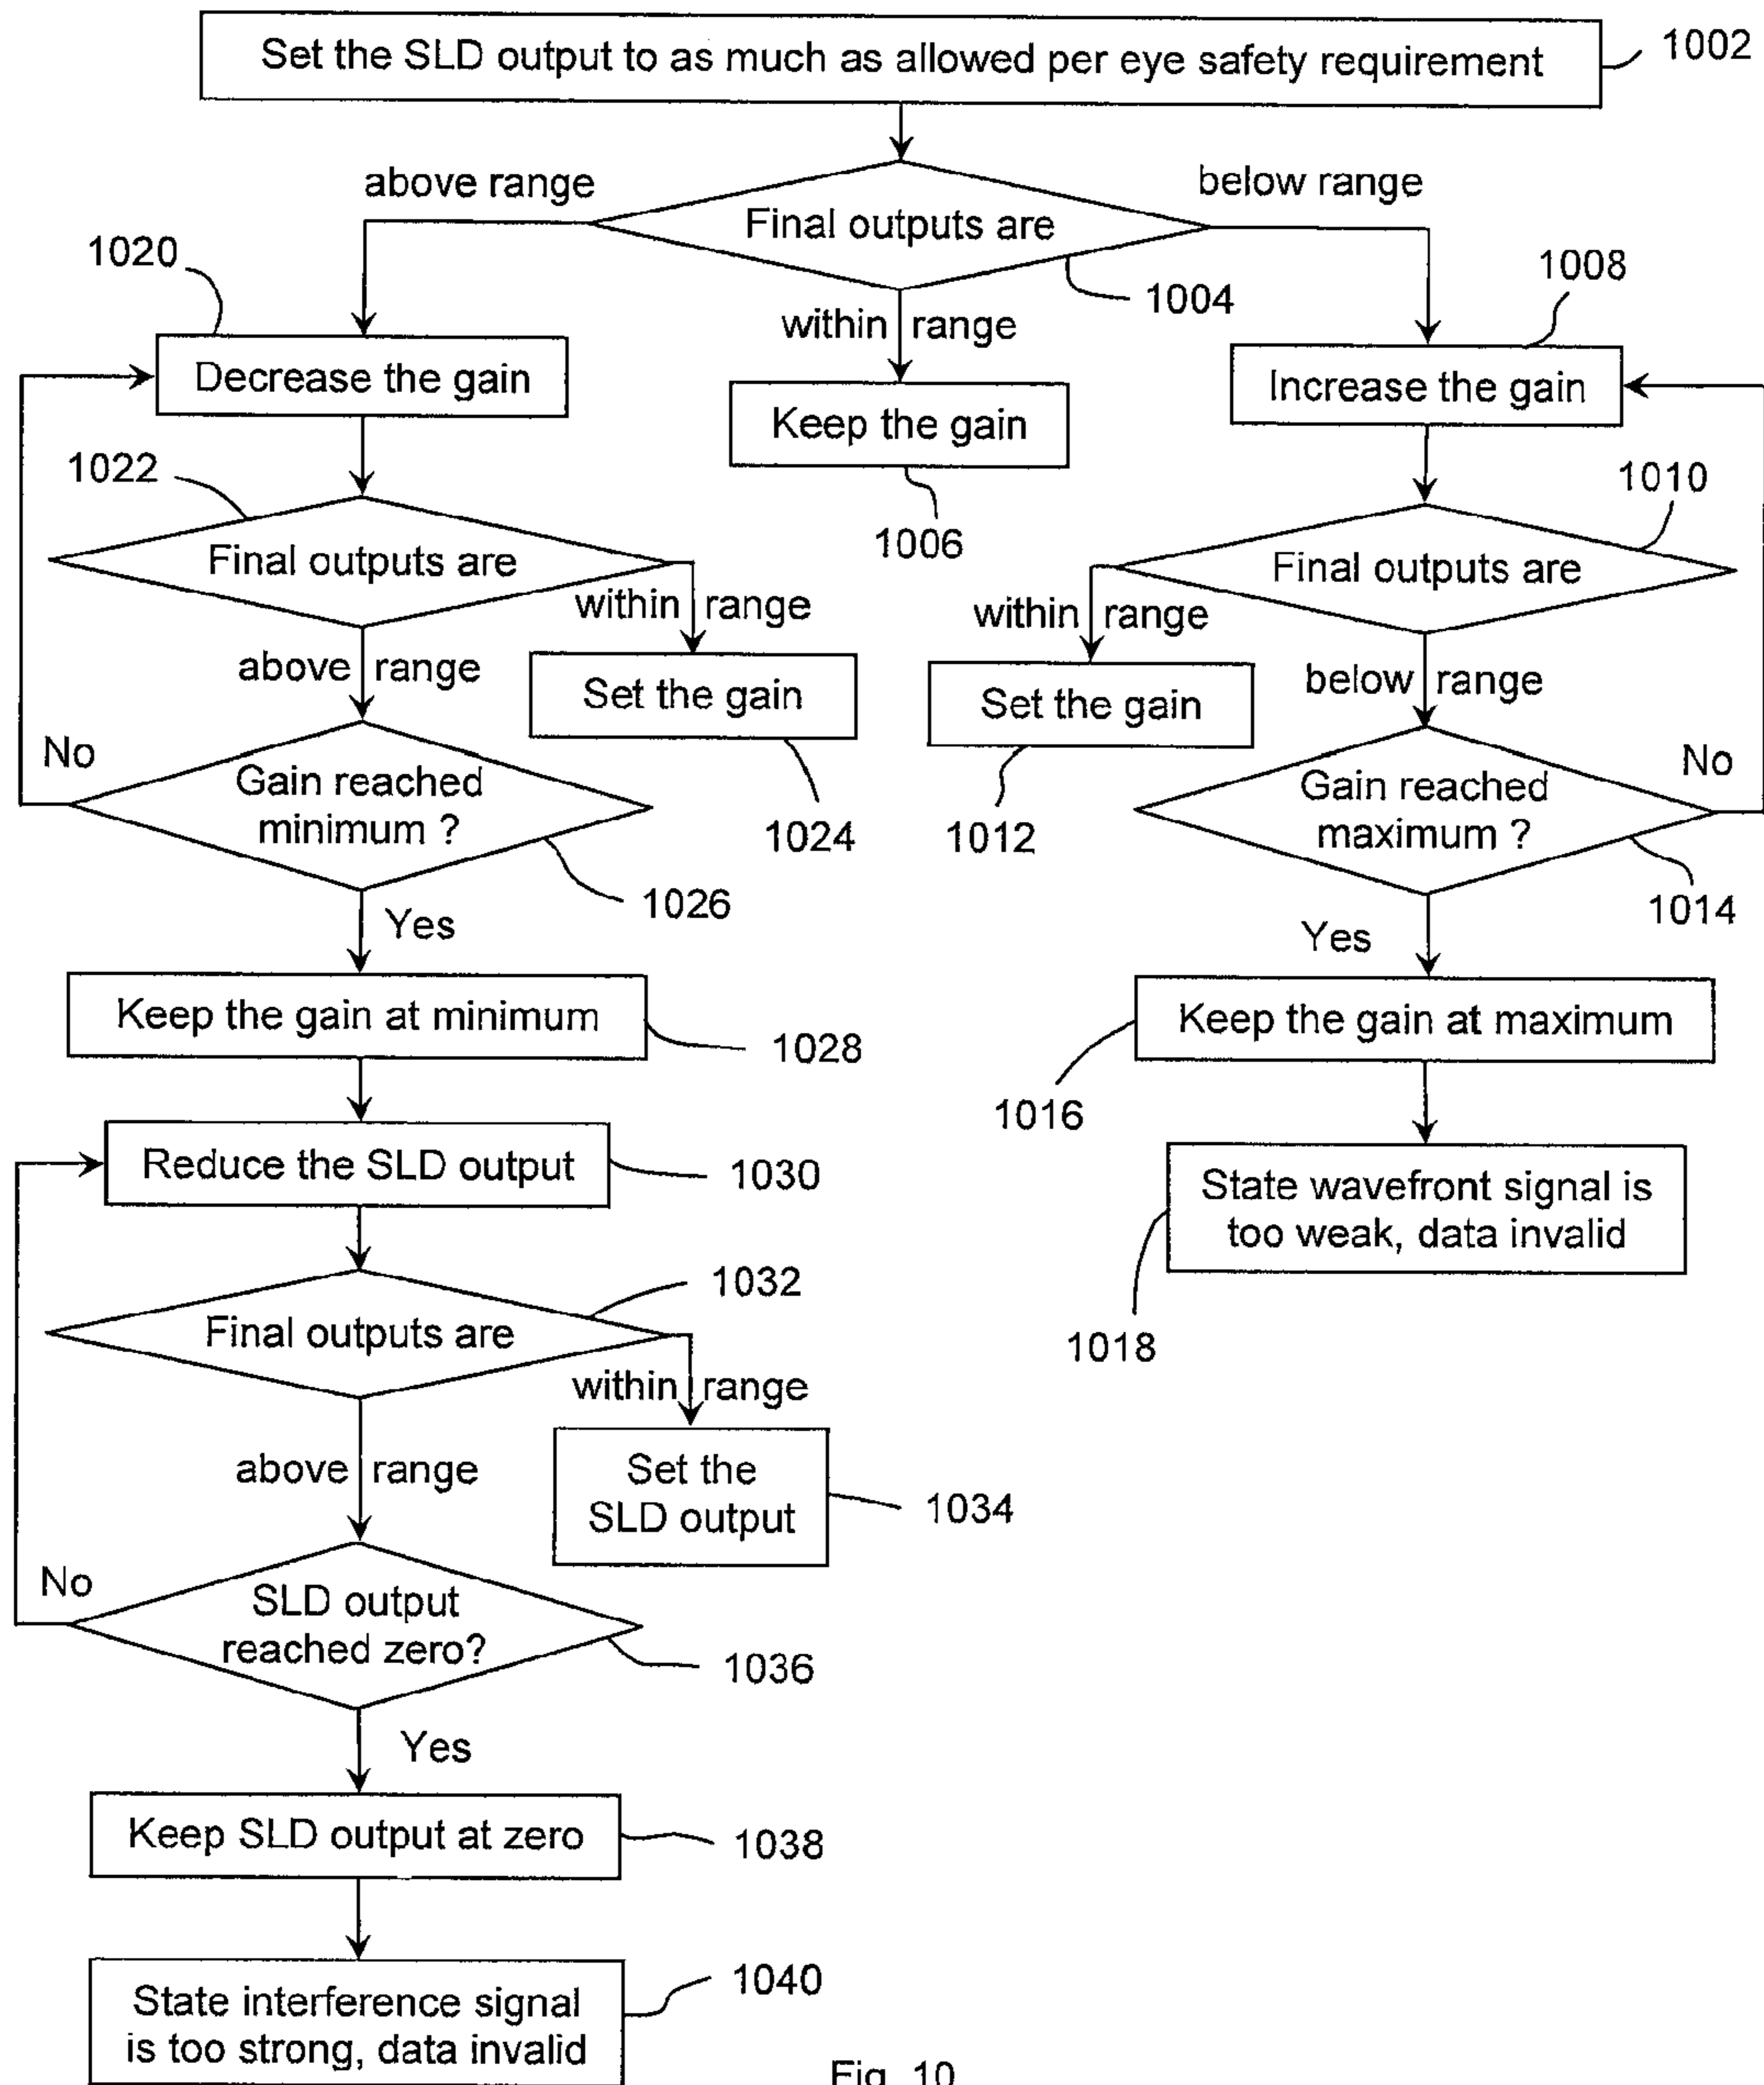 Set the SLD output to as much as allowed per eye safety requirement
1002
above range
below range
Final outputs are
1004
1020
1008
within range
Decrease the gain
Keep the gain
Increase the gain
1022
1006
1010
Final outputs are
Final outputs are
within range
within range
above range
below range
Set the gain
Set the gain
No
No
Gain reached
minimum ?
Gain reached
maximum ?
1024
1012
1026
1014
Yes
Yes
Keep the gain at minimum
Keep the gain at maximum
1028
1016
Reduce the SLD output
1030
State wavefront signal is
too weak, data invalid
1018
1032
Final outputs are
within range
above range
Set the
SLD output
1034
No
SLD output
reached zero?
1036
Yes
Keep SLD output at zero
1038
1040
State interference signal
is too strong, data invalid
Fig. 10